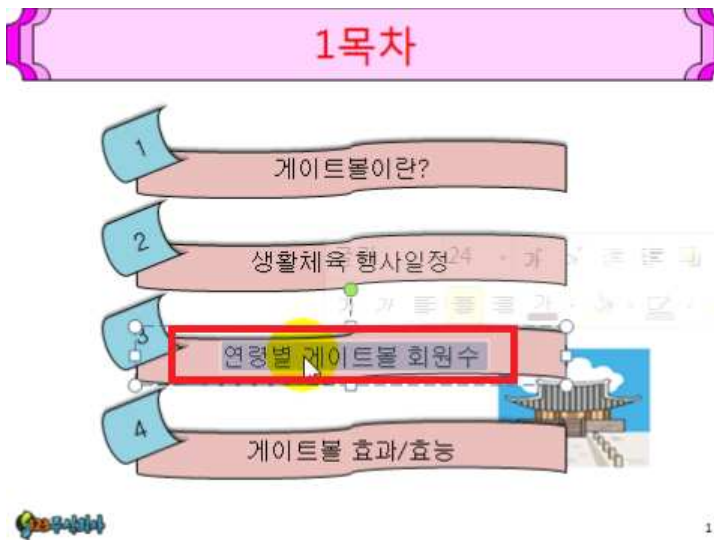 1목차
1
게이트볼이란?
2
생활체육 행사일정
24
3
연령별 게이트볼 회원수
4
게이트볼 효과/효능
1